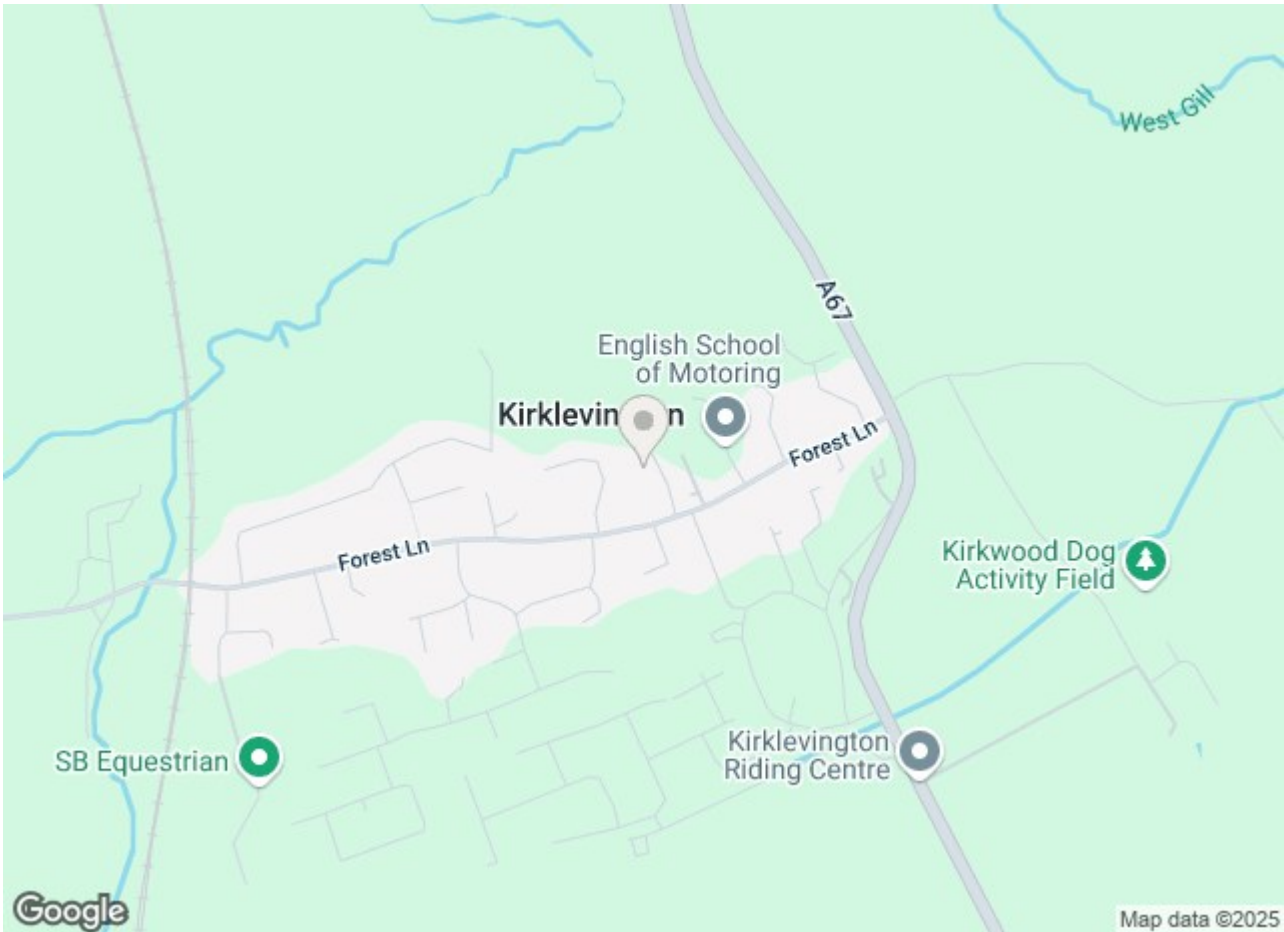 West Gill
A67
English School
of Motoring
Kirklevin n
Forest Ln
Forest Ln
Kirkwood Dog
Activity Field
SB Equestrian
Kirklevington
Riding Centre
Google
Map data ©2025